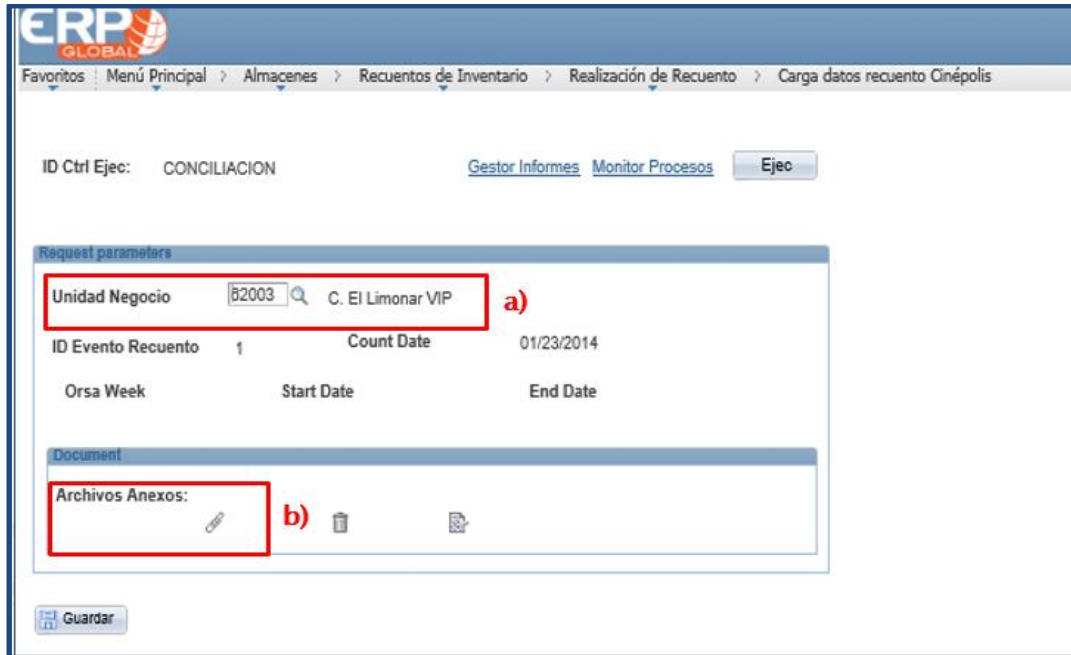 ERP
GLOBAL
Favoritos Menú Principal > Almacenes > Recuentos de Inventario > Realización de Recuento > Carga datos recuento Cinépolis
ID Ctrl Ejec: CONCILIACION Gestor Informes Monitor Procesos Ejec
Request parameters
Unidad Negocio 62003 C. El Limonar VIP a)
ID Evento Recuento 1 Count Date 01/23/2014
Orsa Week Start Date End Date
Document
Archivos Anexos:
b)
Guardar